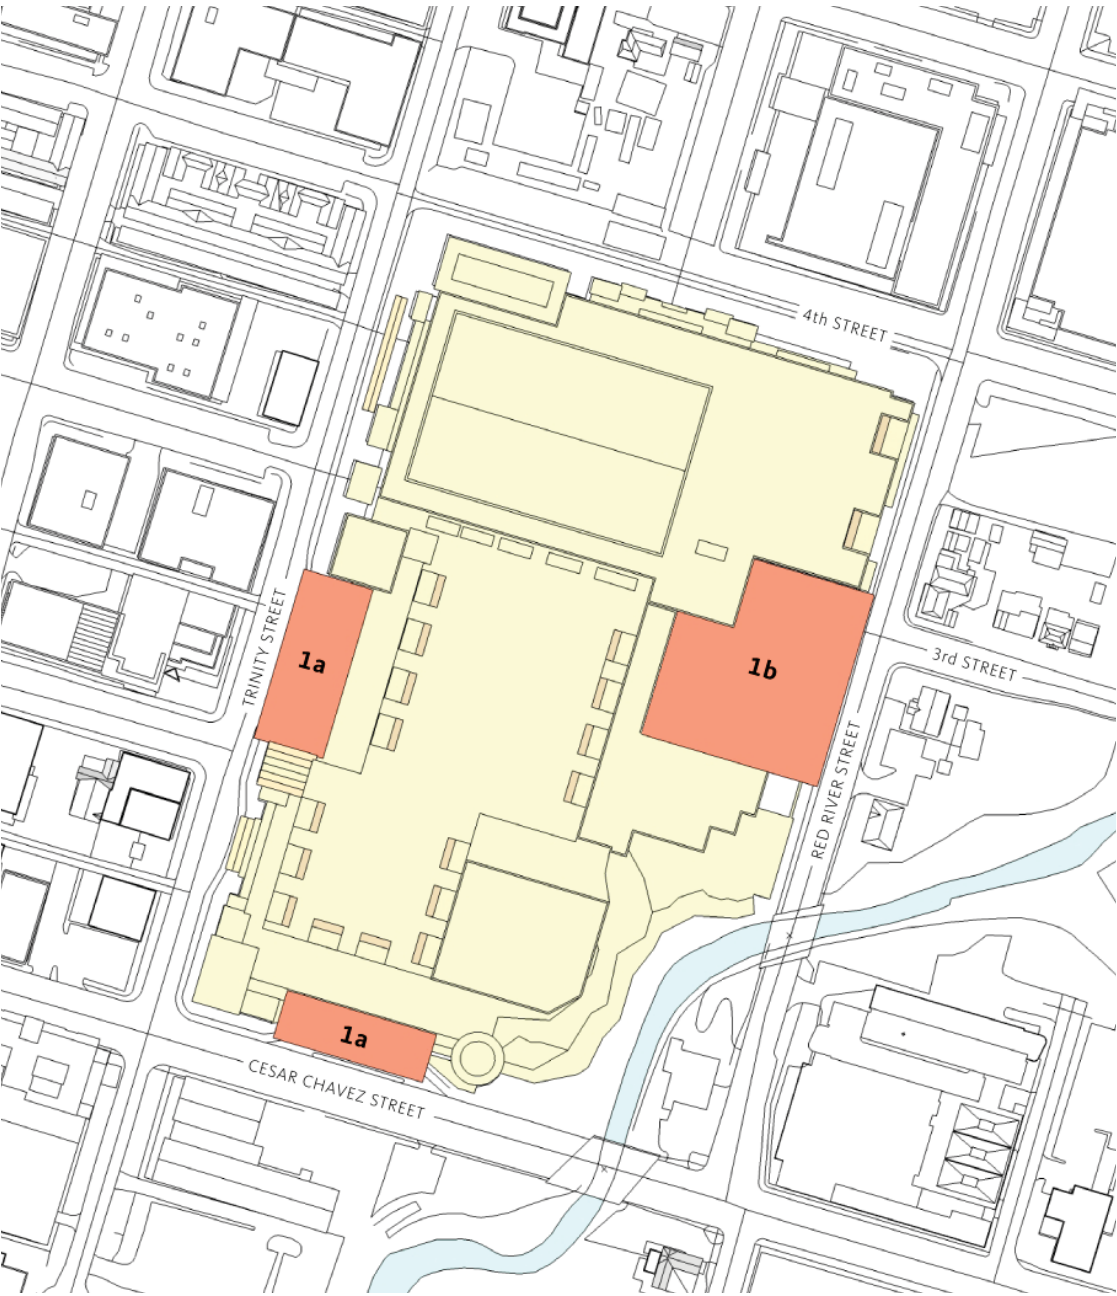 4th STREET
TRINITY STREET
1a
1b
3rd STREET
RED RIVER STREET
1a
CESAR CHAVEZ STREET